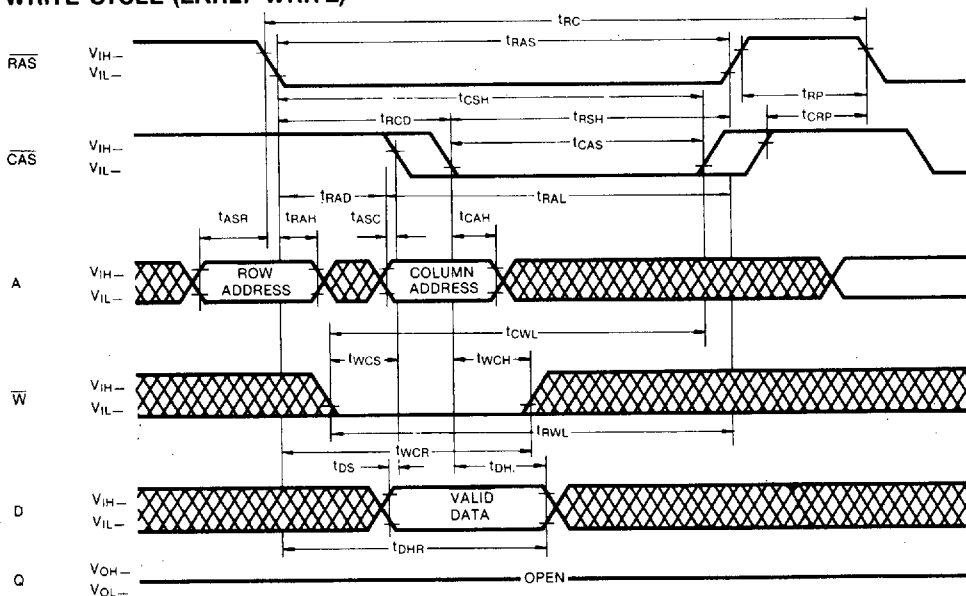 WRITE CYCLE (EARLY WRITE)
tRC
tRAS
RAS
VIH—
VIL—
tRP
tCSH
tRCD
tRSH
tCRP
CAS
VIH—
VIL—
tCAS
tRAD
tRAL
tASR
tRAH
tASC
tCAH
A
VIH—
VIL—
ROW
ADDRESS
COLUMN
ADDRESS
tCWL
tWCS
tWCH
W
VIH—
VIL—
tRWL
tWCR
tDS
tDH.
D
VIH—
VIL—
VALID
DATA
tDHR
Q
VOH—
VOL—
OPEN